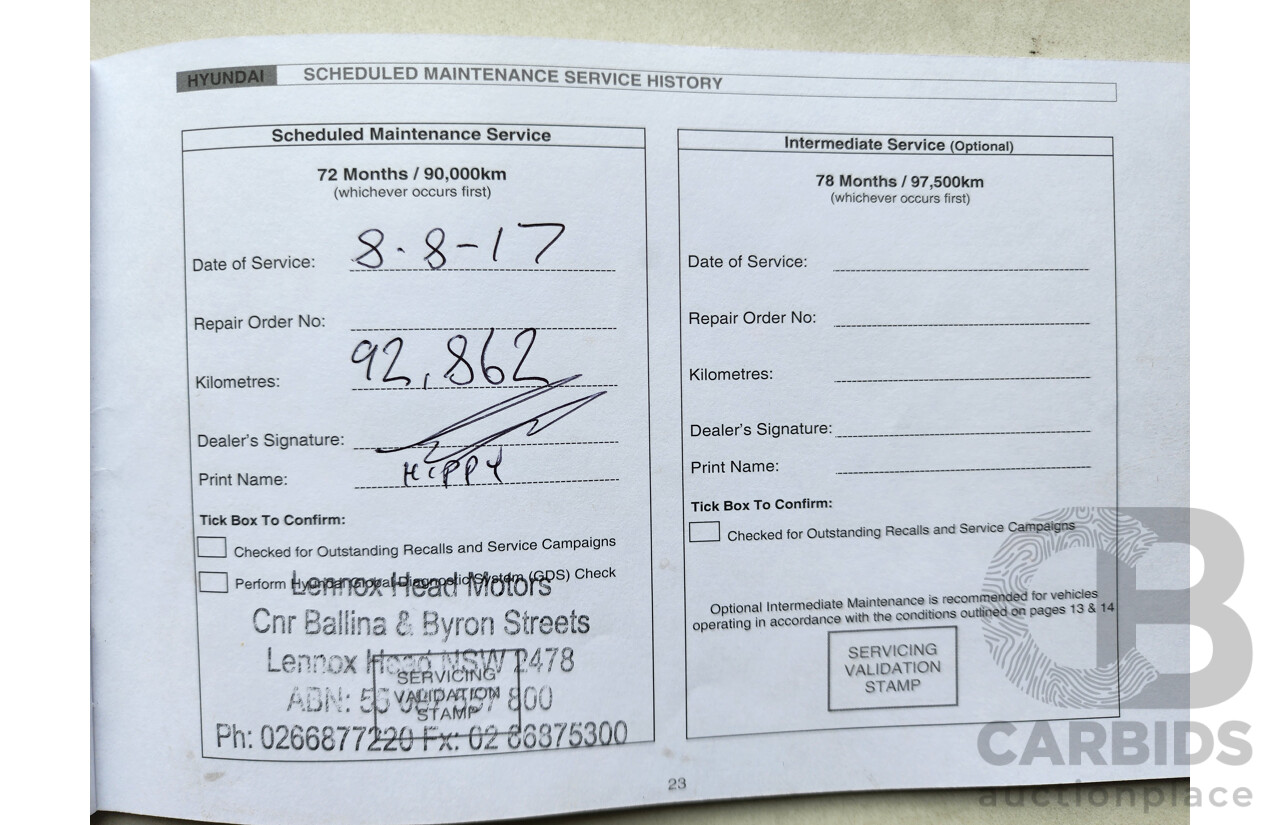 HYUNDAI SCHEDULED MAINTENANCE SERVICE HISTORY
Scheduled Maintenance Service
72 Months / 90,000km
(whichever occurs first)
Date of Service: 8-8-17
Repair Order No:
Kilometres: 92,862
Dealer's Signature:
Print Name: HIPPY
Tick Box To Confirm:
Checked for Outstanding Recalls and Service Campaigns
Perform Hyundai Global Diagnostic System (GDS) Check
Lennox Head Motors
Cnr Ballina & Byron Streets
Lennox Head NSW 2478
ABN: 800
SERVICING
VALIDATION
STAMP
Ph: 0266877220 Fx: 02 66875300
Intermediate Service (Optional)
78 Months / 97,500km
(whichever occurs first)
Date of Service:
Repair Order No:
Kilometres:
Dealer's Signature:
Print Name:
Tick Box To Confirm:
Checked for Outstanding Recalls and Service Campaigns
Optional Intermediate Maintenance is recommended for vehicles
operating in accordance with the conditions outlined on pages 13 & 14
SERVICING
VALIDATION
STAMP
23
CB
CARBIDS
auctionplace